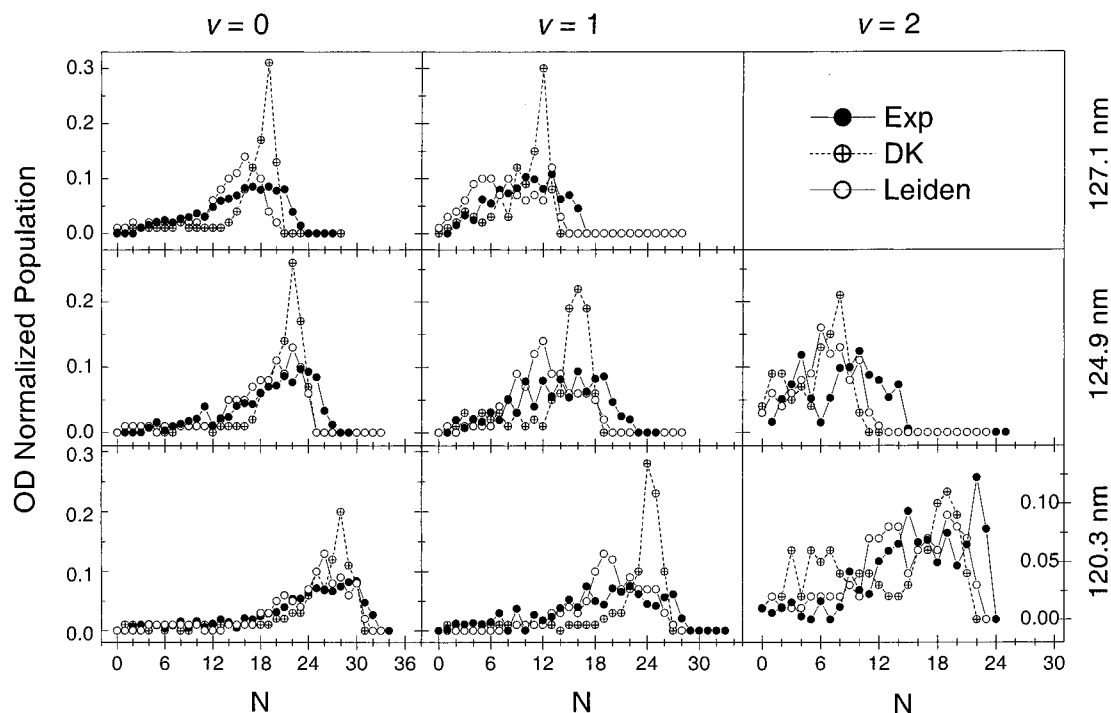 v = 0 v = 1 v = 2
0.3
0.2
0.1
0.0
Exp
DK
Leiden
127.1 nm
OD Normalized Population
0.2
0.1
0.0
124.9 nm
0.3
0.2
0.1
0.0
0.10
0.05
0.00
120.3 nm
0 6 12 18 24 30 36 0 6 12 18 24 30 0 6 12 18 24 30
N N N